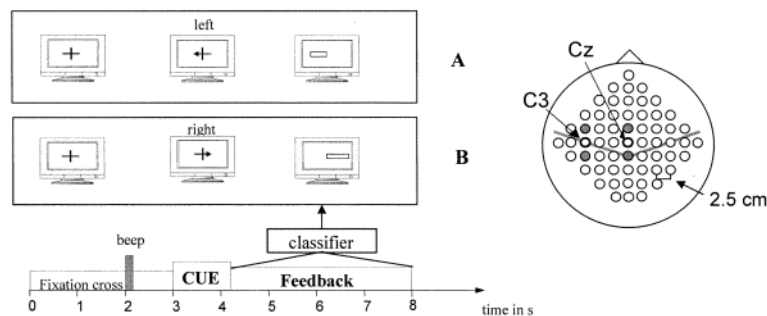 left
A
right
B
classifier
beep
Fixation cross
CUE
Feedback
0 1 2 3 4 5 6 7 8
time in s
Cz
C3
2.5 cm